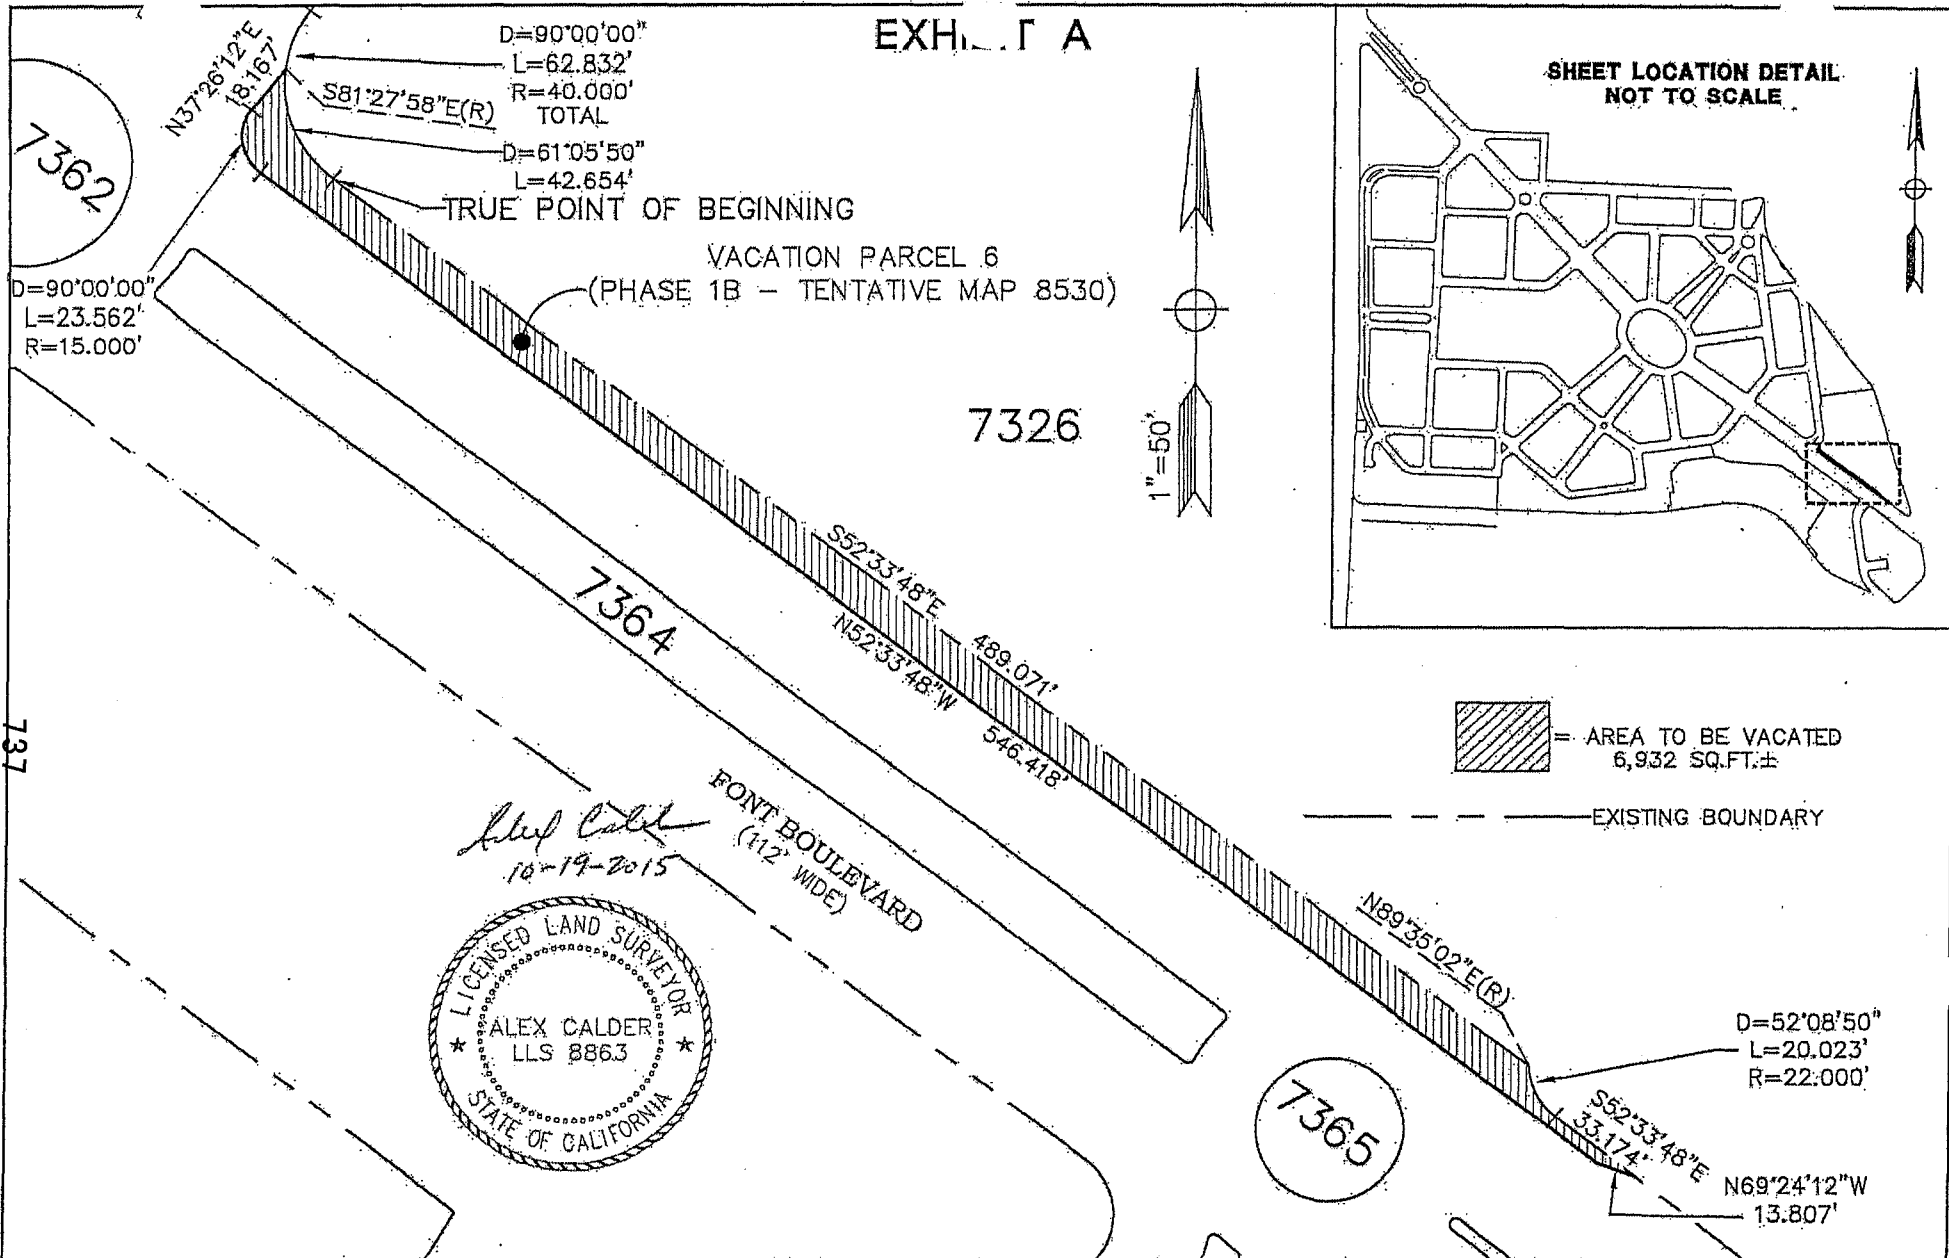 EXH T A
N37°26'12"E
18.167'
D=90°00'00"
L=62.832'
R=40.000'
TOTAL
S81°27'58"E(R)
D=61°05'50"
L=42.654'
TRUE POINT OF BEGINNING
7362
VACATION PARCEL 6
(PHASE 1B - TENTATIVE MAP 8530)
D=90°00'00"
L=23.562'
R=15.000'
7326
1"=50'
SHEET LOCATION DETAIL
NOT TO SCALE
S52°33'48"E
489.071'
N52°33'48"W
546.418'
7364
= AREA TO BE VACATED
6,932 SQ.FT.±
EXISTING BOUNDARY
737
FONT BOULEVARD
(112' WIDE)
Alex Calder
10-19-2015
LICENSED LAND SURVEYOR
ALEX CALDER
LLS 8863
STATE OF CALIFORNIA
N89°35'02"E(R)
D=52°08'50"
L=20.023'
R=22.000'
7365
S52°33'48"E
33.174'
N69°24'12"W
13.807'